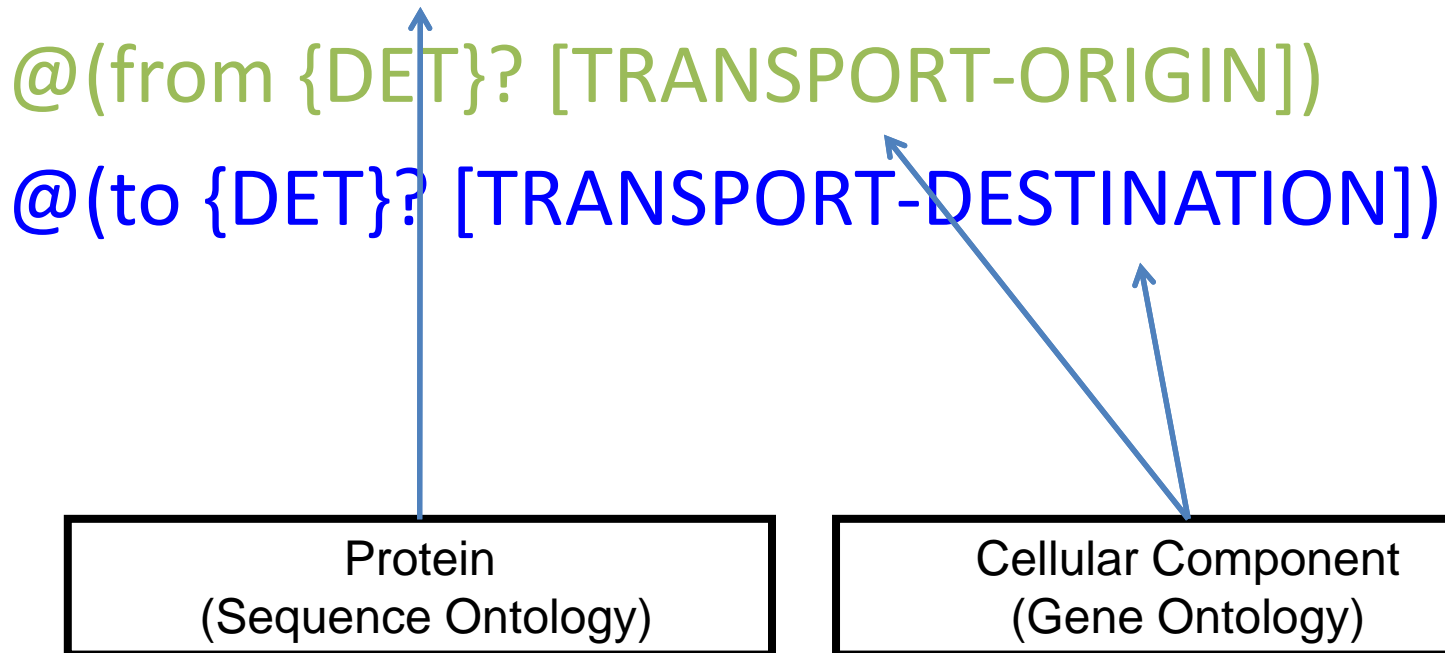 @(from {DET}? [TRANSPORT-ORIGIN])
@(to {DET}? [TRANSPORT-DESTINATION])
Protein
(Sequence Ontology)
Cellular Component
(Gene Ontology)